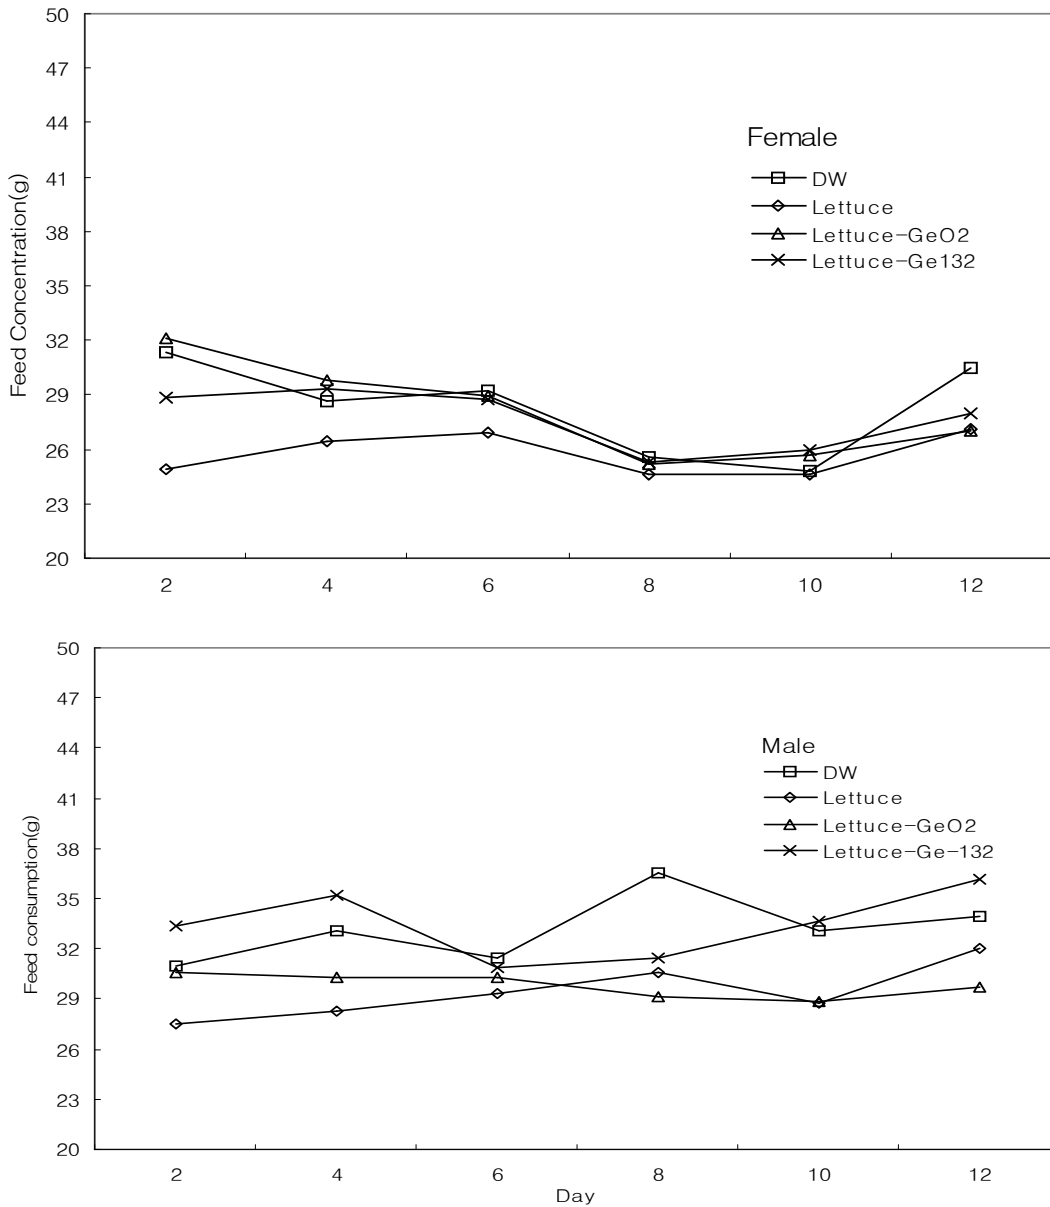 50
47
44
41
38
35
32
29
26
23
20
Feed Concentration(g)
Female
DW
Lettuce
Lettuce-GeO2
Lettuce-Ge132
2 4 6 8 10 12
50
47
44
41
38
35
32
29
26
23
20
Feed consumption(g)
Male
DW
Lettuce
Lettuce-GeO2
Lettuce-Ge-132
2 4 6 8 10 12
Day